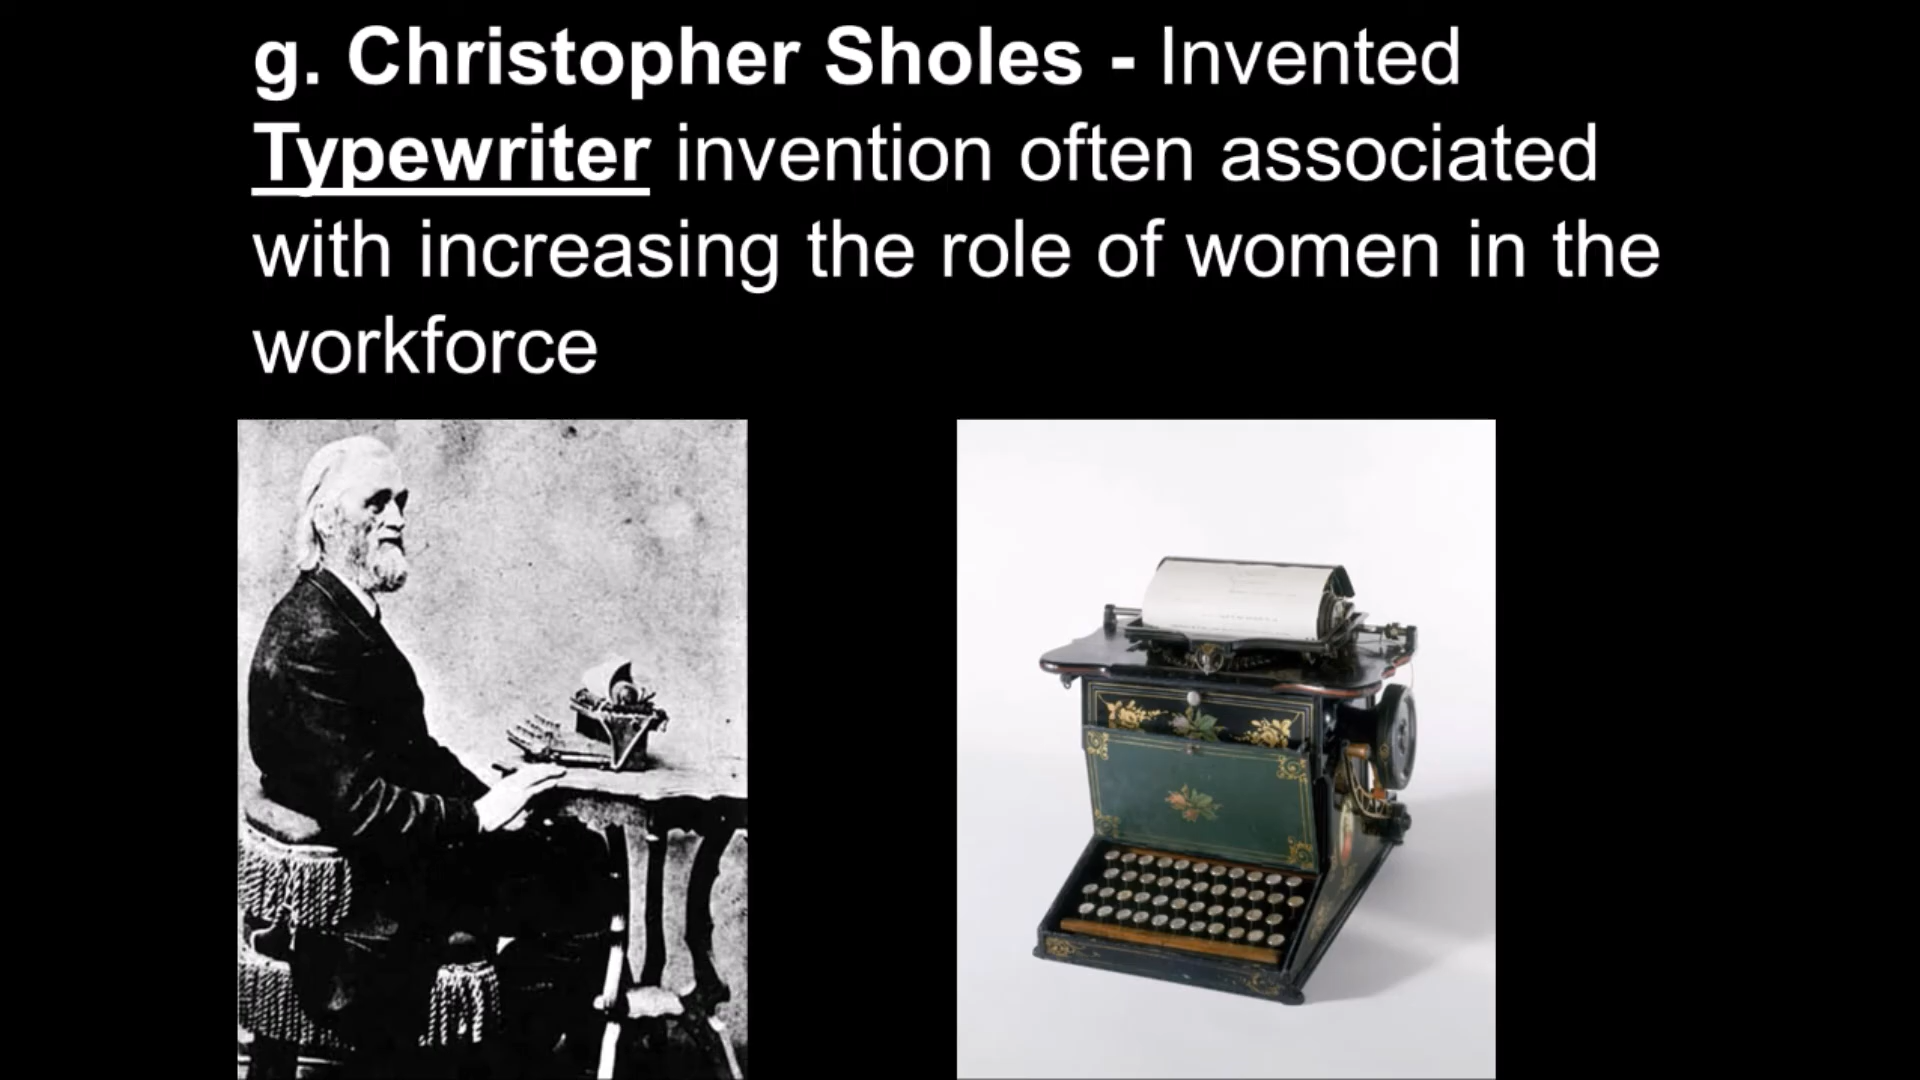 g. Christopher Sholes - Invented
Typewriter invention often associated
with increasing the role of women in the
workforce